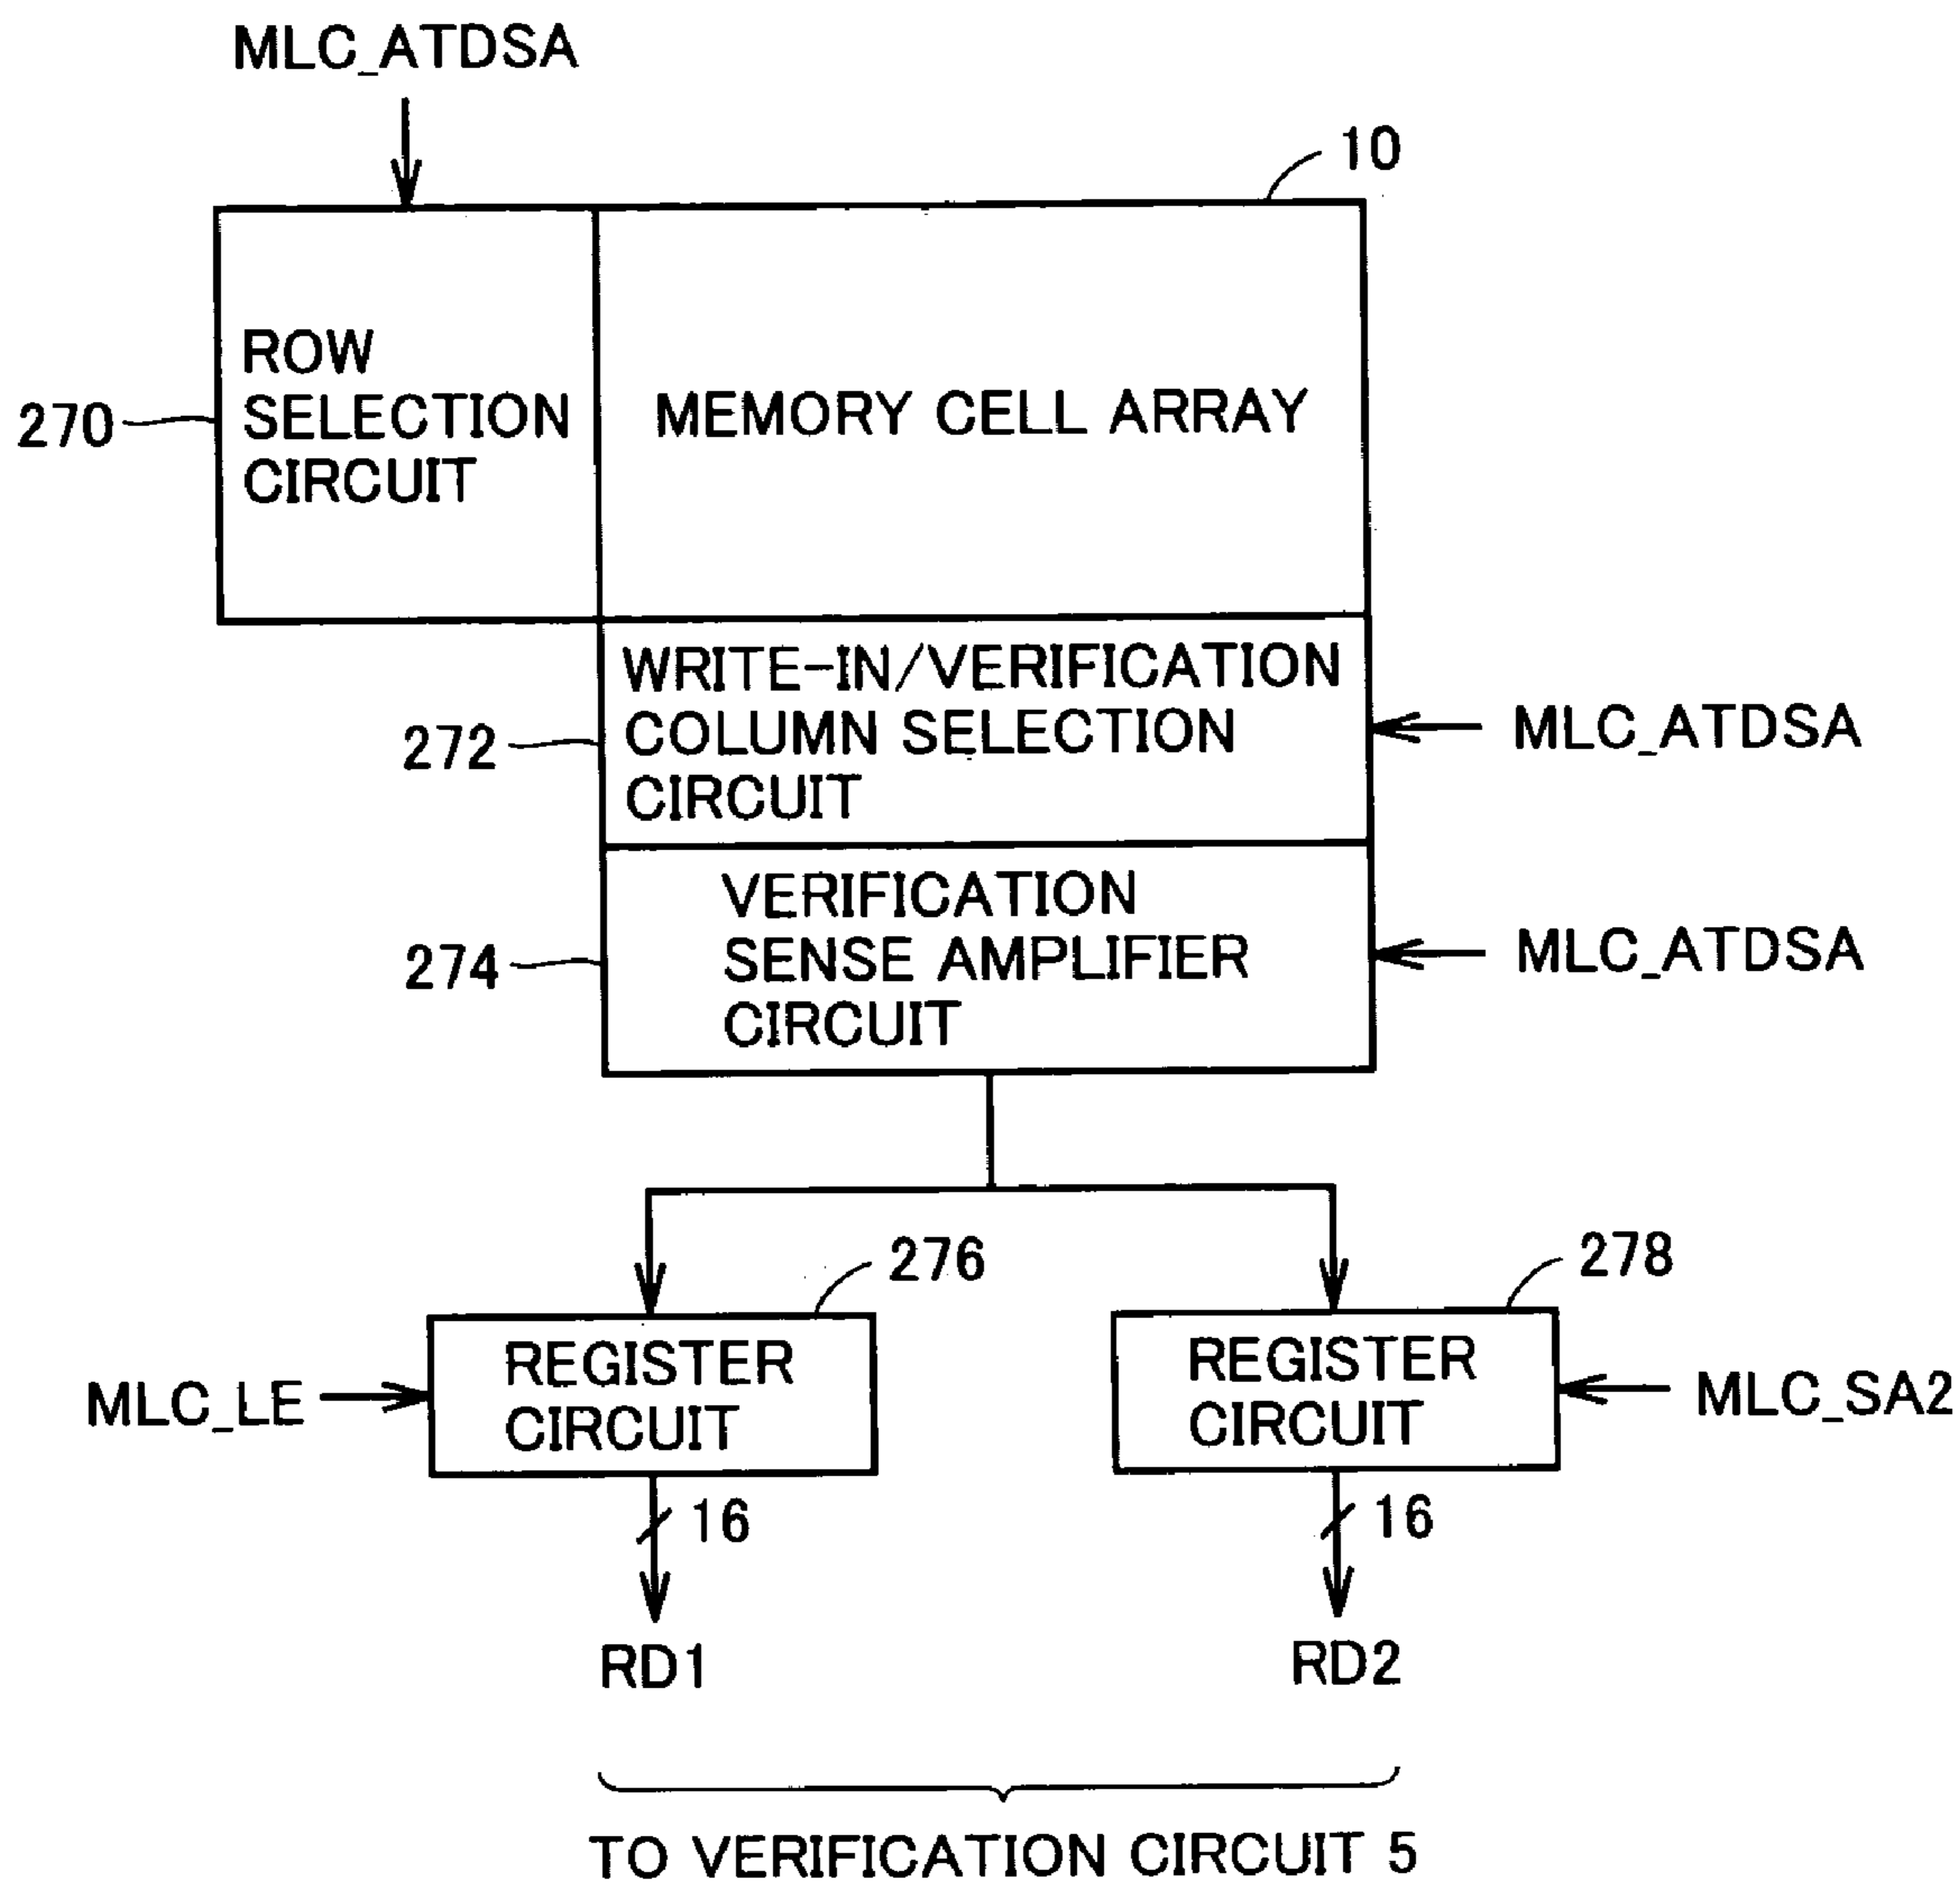 MLC_ATDSA
10
ROW
SELECTION
CIRCUIT
270
MEMORY CELL ARRAY
WRITE-IN/VERIFICATION
COLUMN SELECTION
CIRCUIT
272
MLC_ATDSA
VERIFICATION
SENSE AMPLIFIER
CIRCUIT
274
MLC_ATDSA
276
278
REGISTER
CIRCUIT
MLC_LE
REGISTER
CIRCUIT
MLC_SA2
16
16
RD1
RD2
TO VERIFICATION CIRCUIT 5